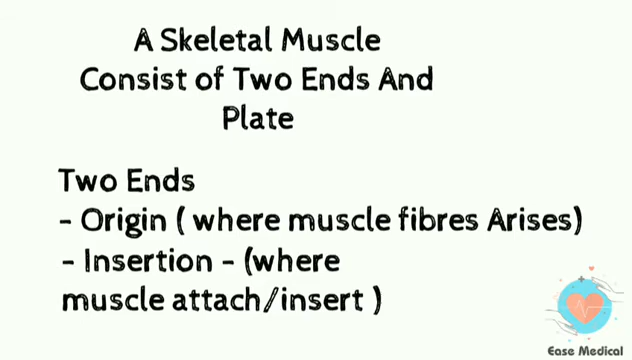 A Skeletal Muscle
Consist of Two Ends And
Plate
Two Ends
- Origin ( where muscle fibres Arises)
- Insertion - (where
muscle attach/insert )
Ease Medical